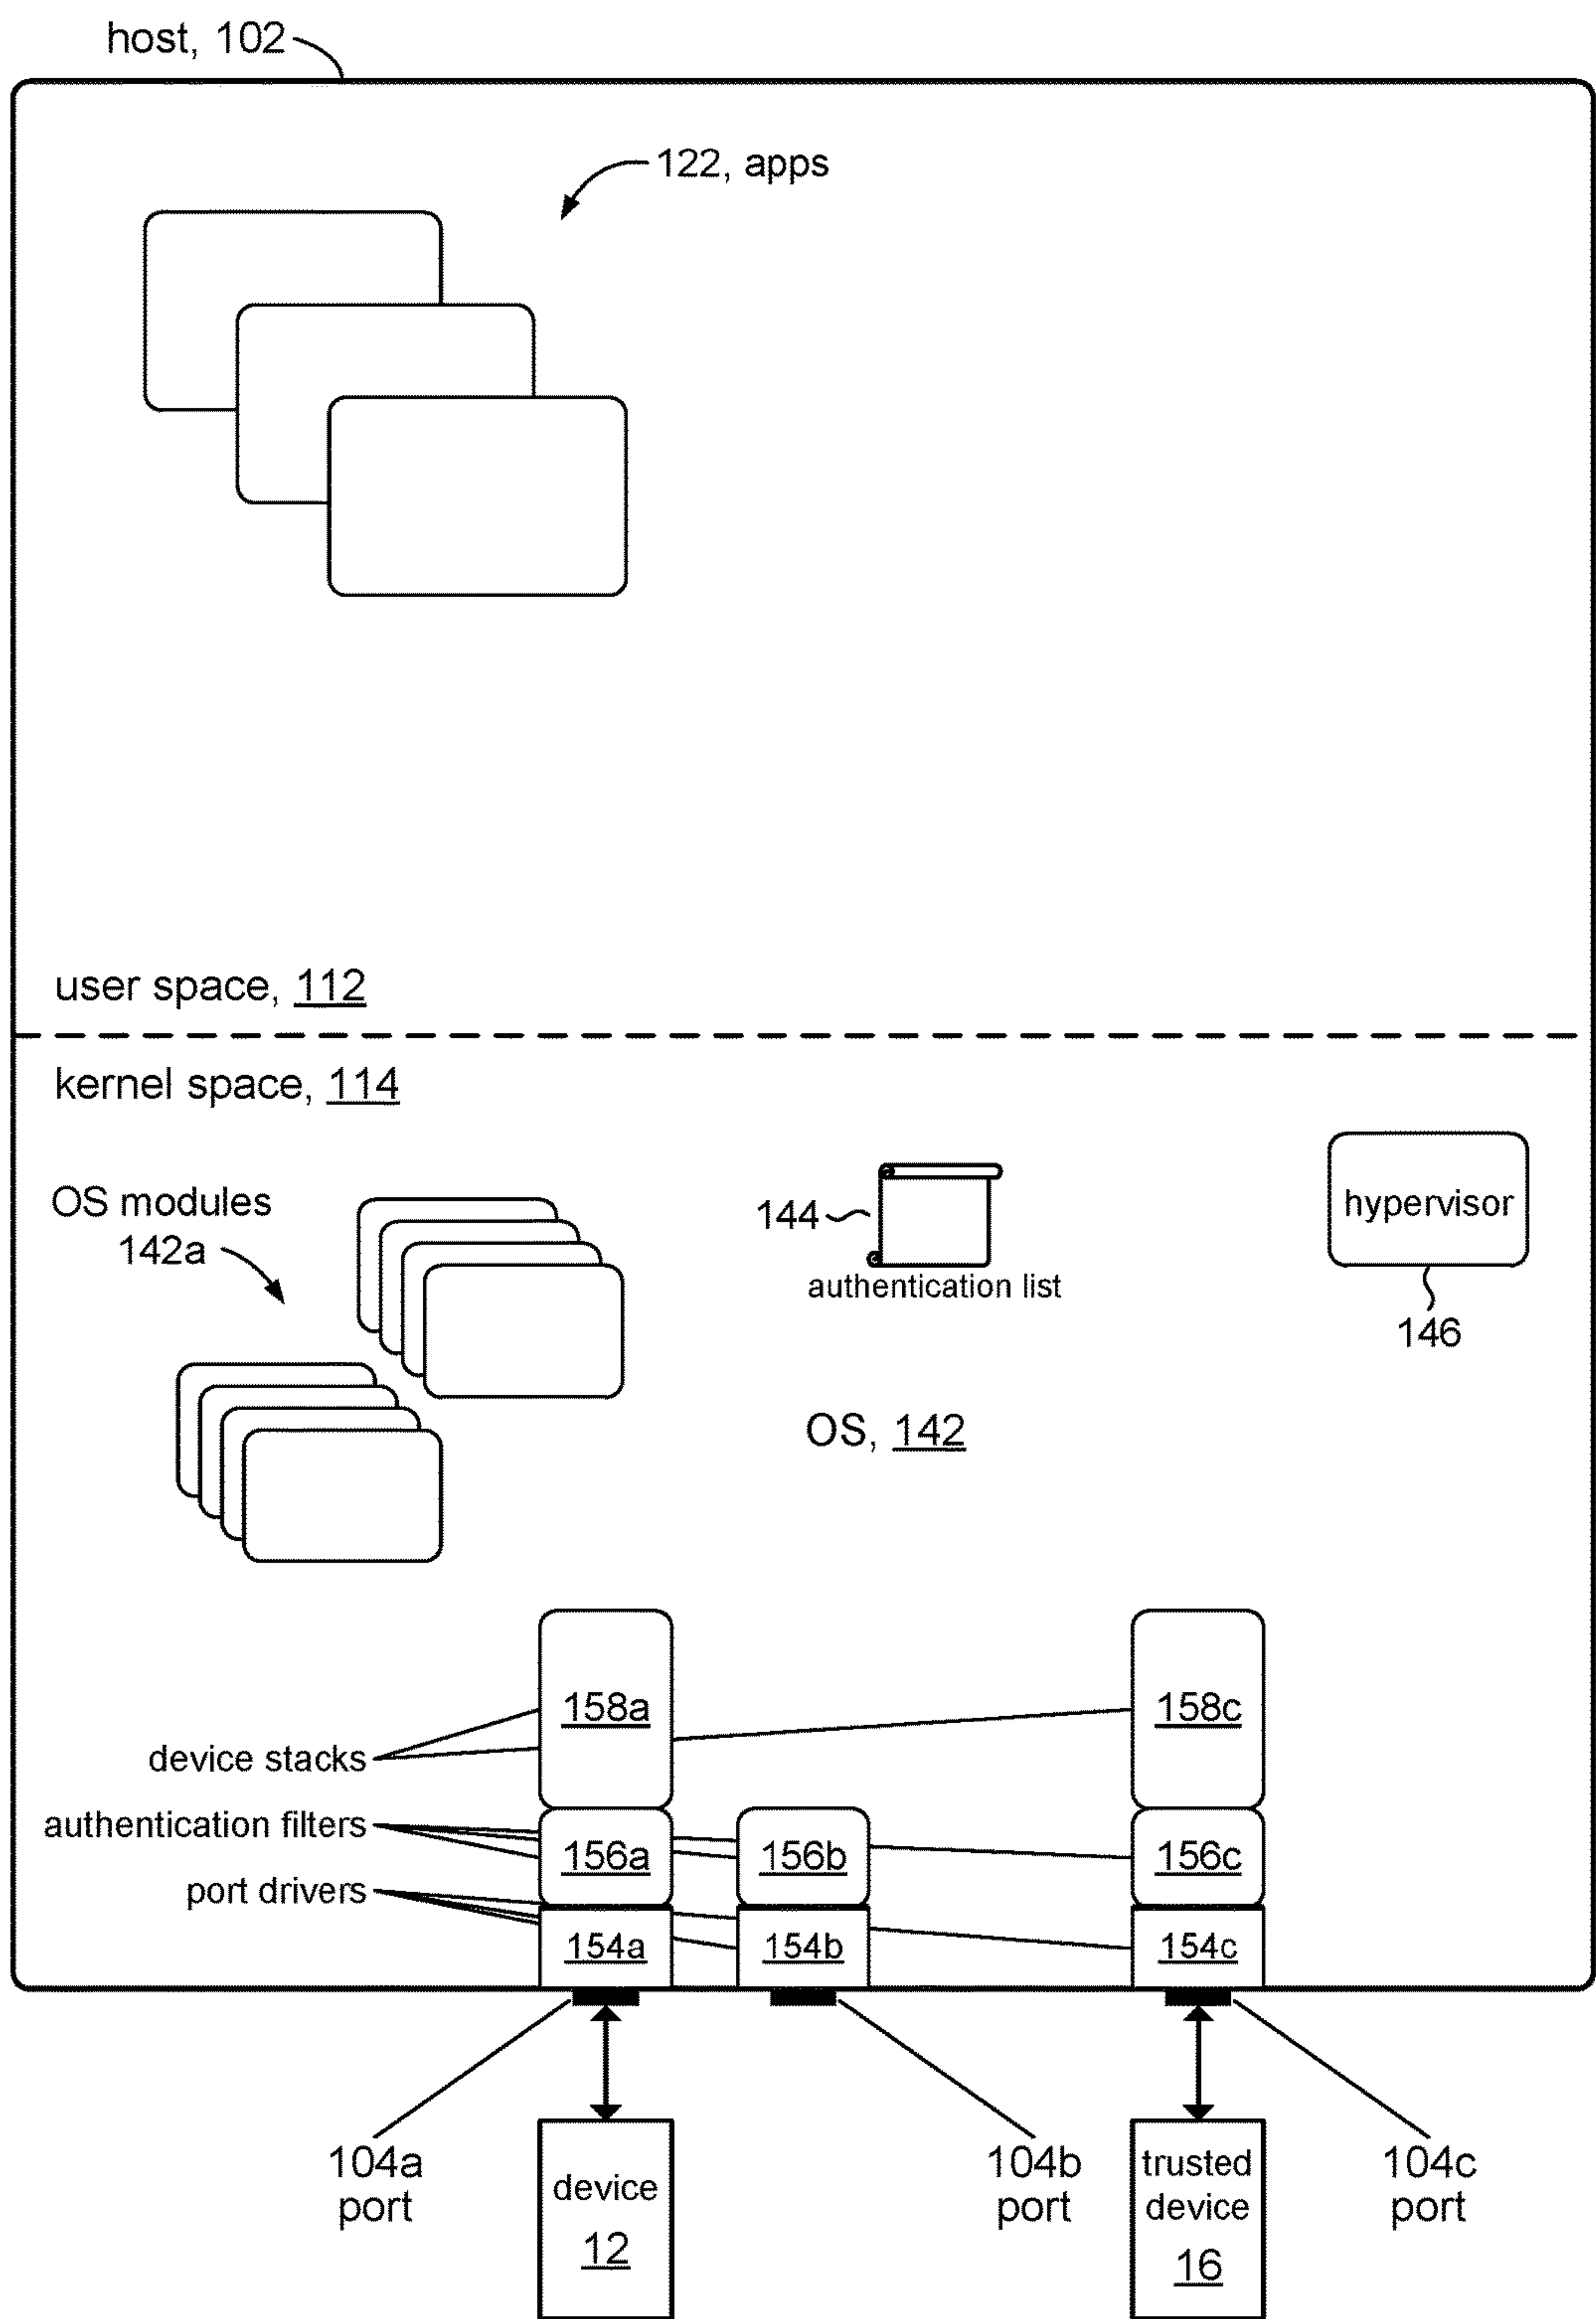 host, 102
122, apps
user space, 112
kernel space, 114
OS modules
142a
144
authentication list
hypervisor
146
OS, 142
158a
158c
device stacks
authentication filters
156a
156b
156c
port drivers
154a
154b
154c
104a
port
device
12
104b
port
trusted
device
16
104c
port